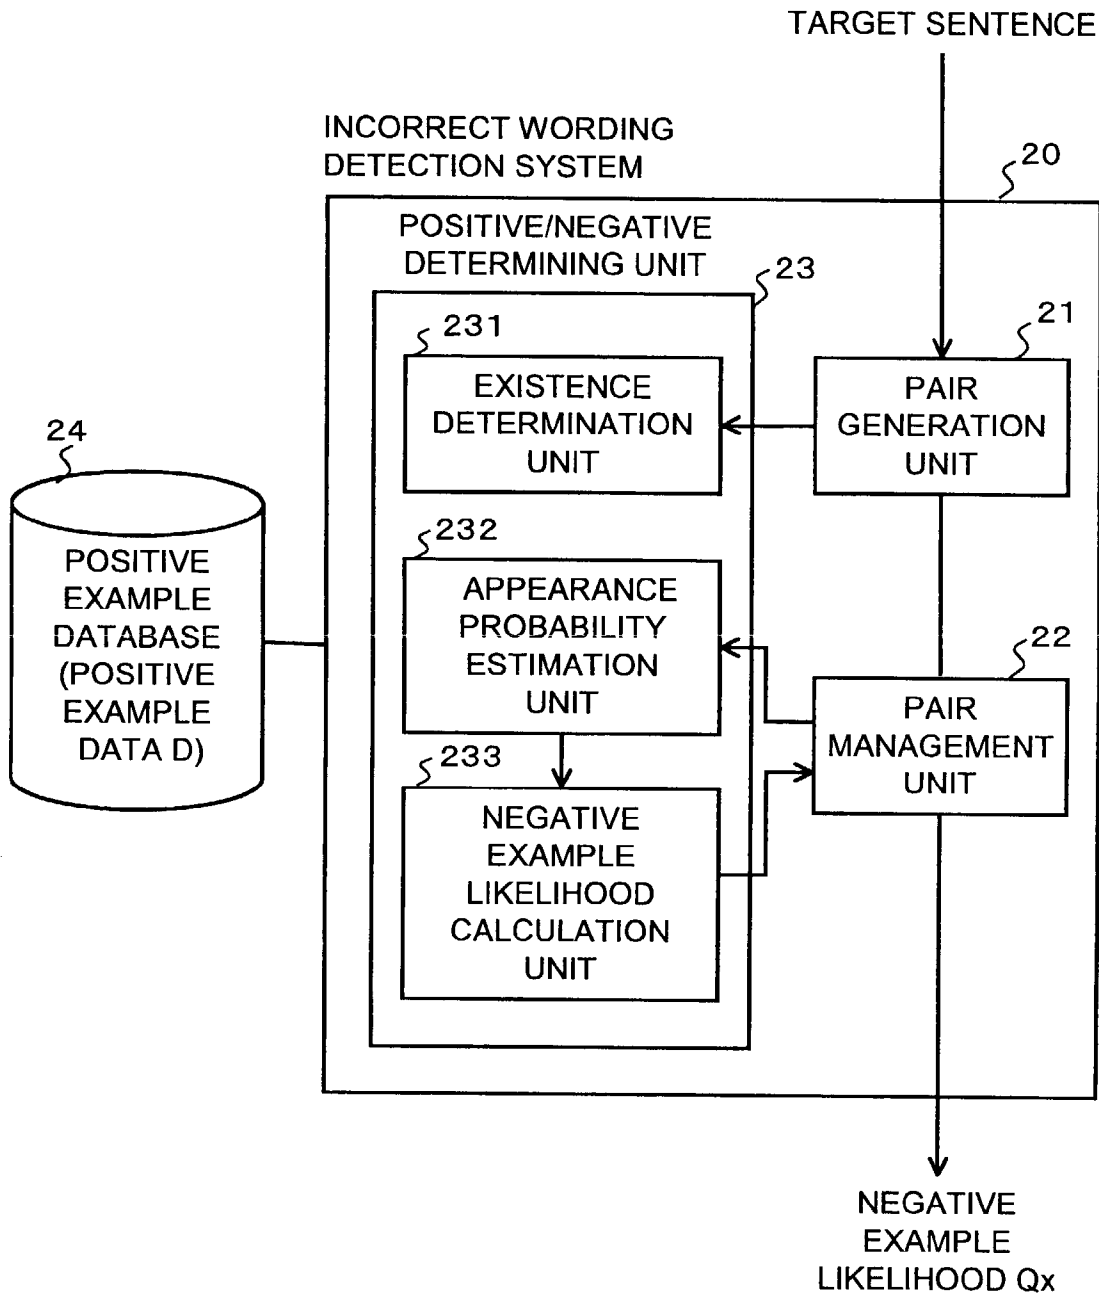 TARGET SENTENCE
INCORRECT WORDING
DETECTION SYSTEM
20
POSITIVE/NEGATIVE
DETERMINING UNIT
23
231
EXISTENCE
DETERMINATION
UNIT
21
PAIR
GENERATION
UNIT
24
POSITIVE
EXAMPLE
DATABASE
(POSITIVE
EXAMPLE
DATA D)
232
APPEARANCE
PROBABILITY
ESTIMATION
UNIT
22
PAIR
MANAGEMENT
UNIT
233
NEGATIVE
EXAMPLE
LIKELIHOOD
CALCULATION
UNIT
NEGATIVE
EXAMPLE
LIKELIHOOD Qx